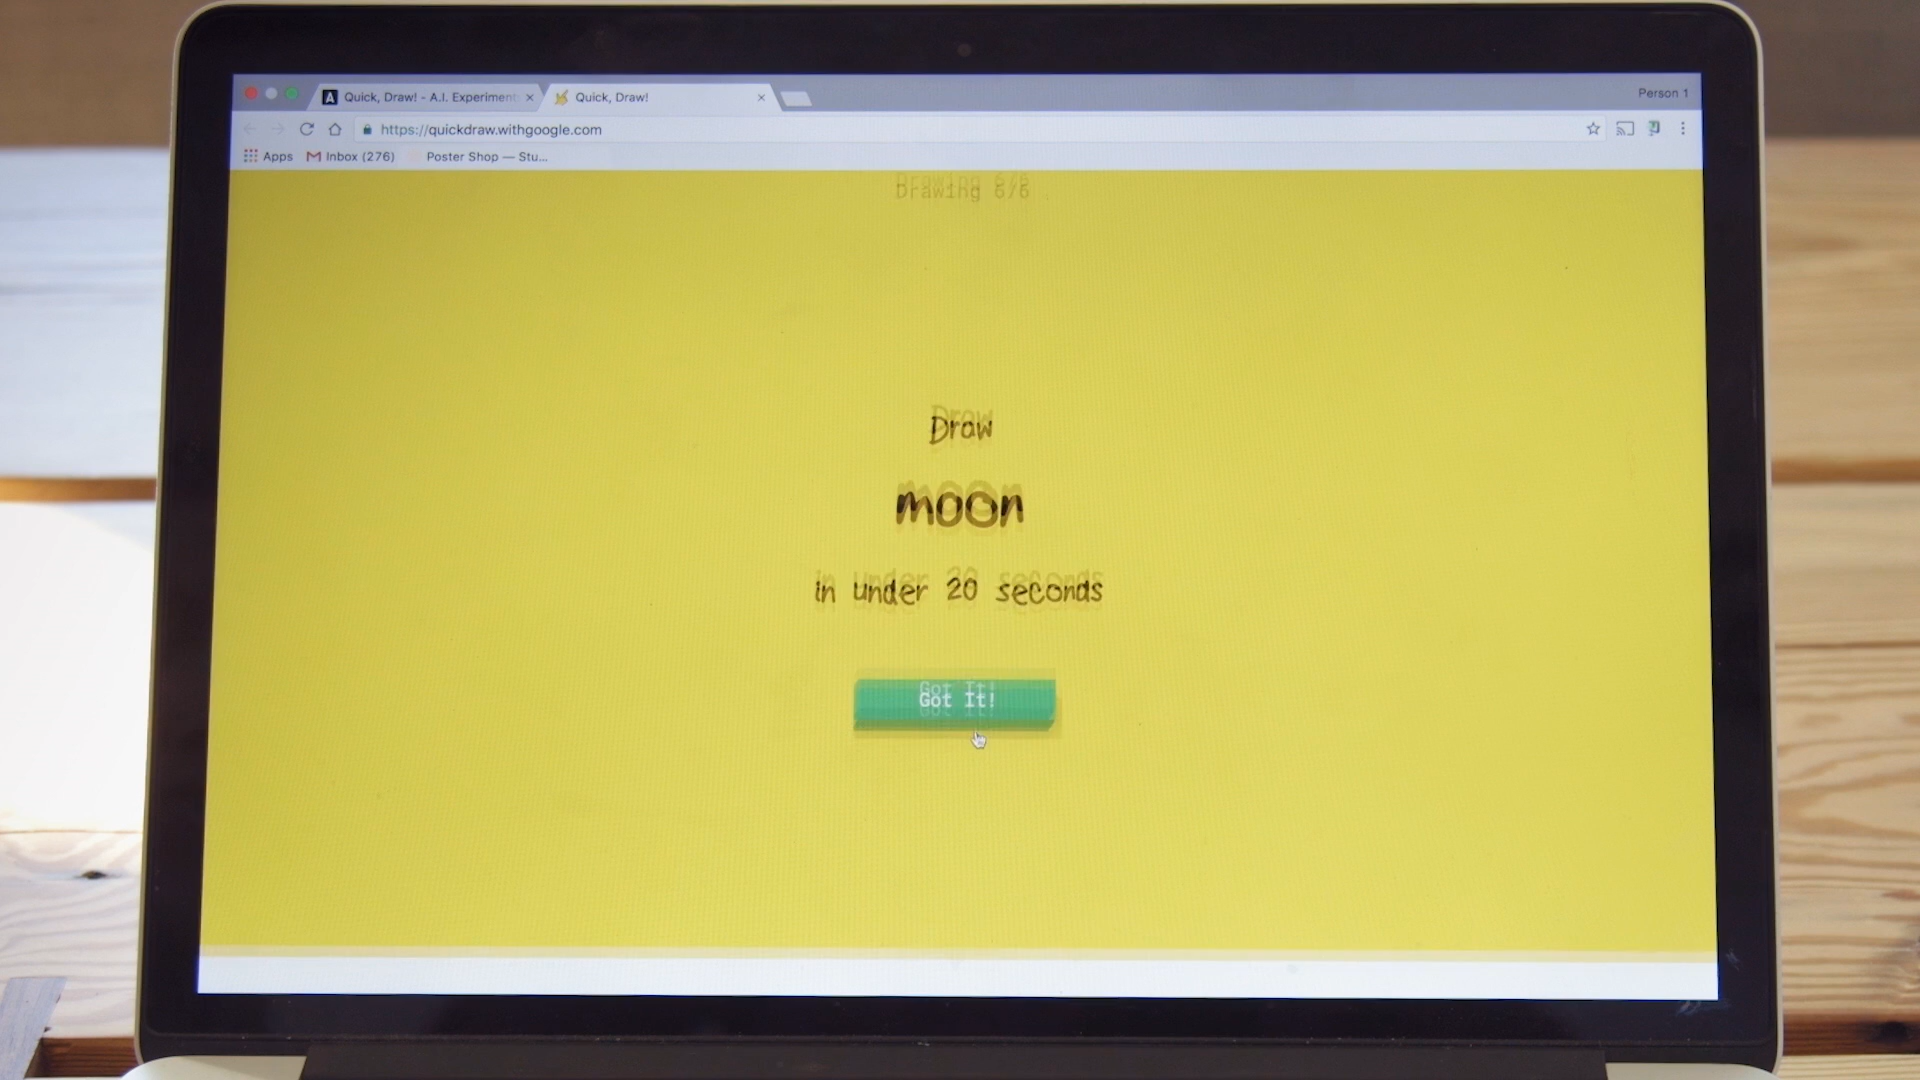 Quick, Draw! - A.I. Experiment
Quick, Draw!
Person 1
https://quickdraw.withgoogle.com
Apps
Inbox (276)
Poster Shop — Stu...
Drawing 6/6
Draw
moon
in under 20 seconds
Got It!